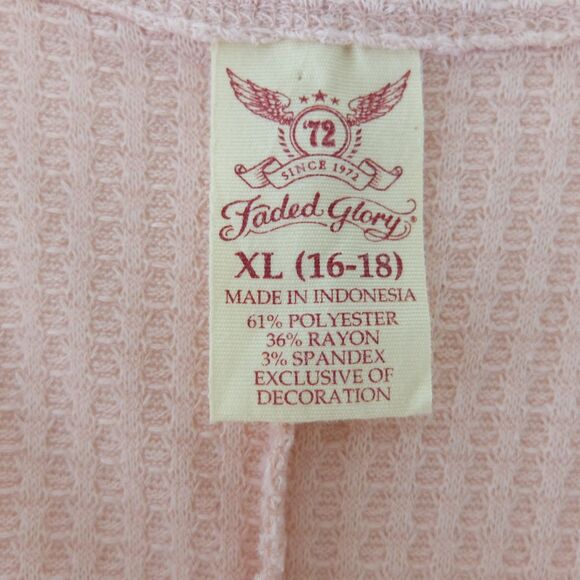 '72
SINCE 1972
Faded Glory®
XL (16-18)
MADE IN INDONESIA
61% POLYESTER
36% RAYON
3% SPANDEX
EXCLUSIVE OF
DECORATION